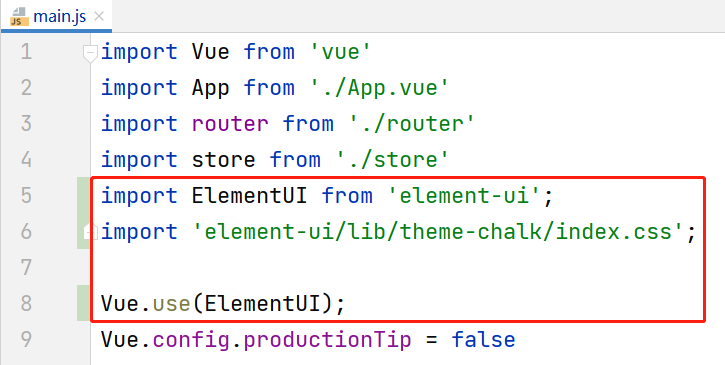 main.js
1 import Vue from 'vue'
2 import App from './App.vue'
3 import router from './router'
4 import store from './store'
5 import ElementUI from 'element-ui';
6 import 'element-ui/lib/theme-chalk/index.css';
7
8 Vue.use(ElementUI);
9 Vue.config.productionTip = false